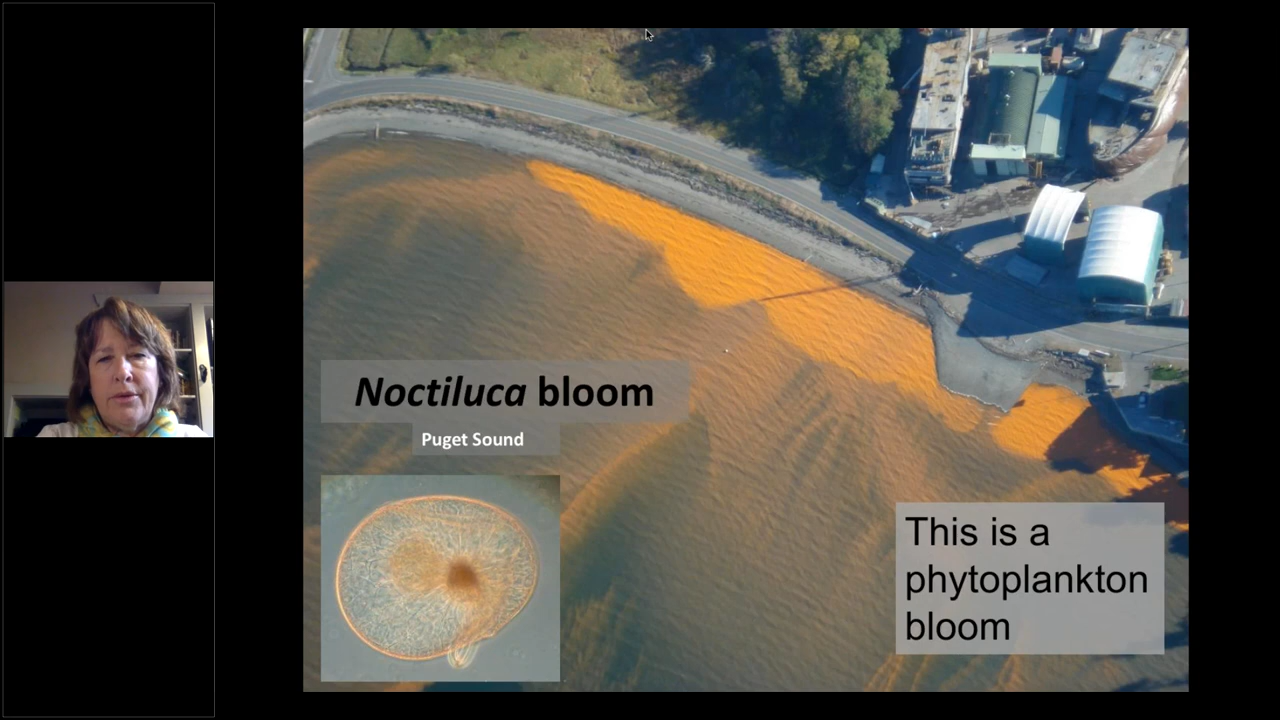 Noctiluca bloom
Puget Sound
This is a
phytoplankton
bloom